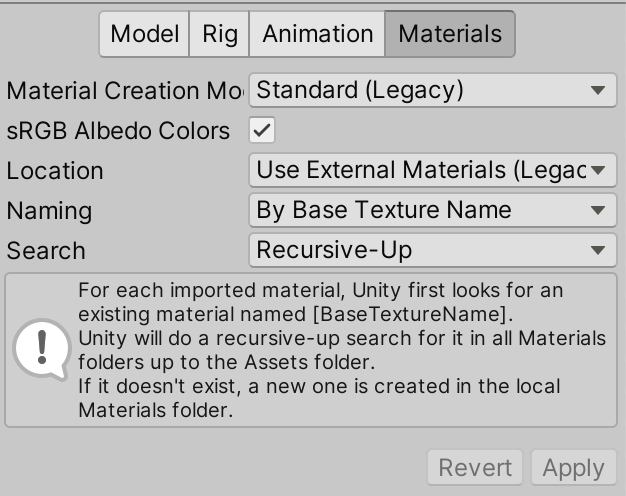 Model Rig Animation Materials
Material Creation Mo
Standard (Legacy)
sRGB Albedo Colors
Location
Use External Materials (Legac
Naming
By Base Texture Name
Search
Recursive-Up
For each imported material, Unity first looks for an
existing material named [BaseTextureName].
Unity will do a recursive-up search for it in all Materials
folders up to the Assets folder.
If it doesn't exist, a new one is created in the local
Materials folder.
Revert Apply